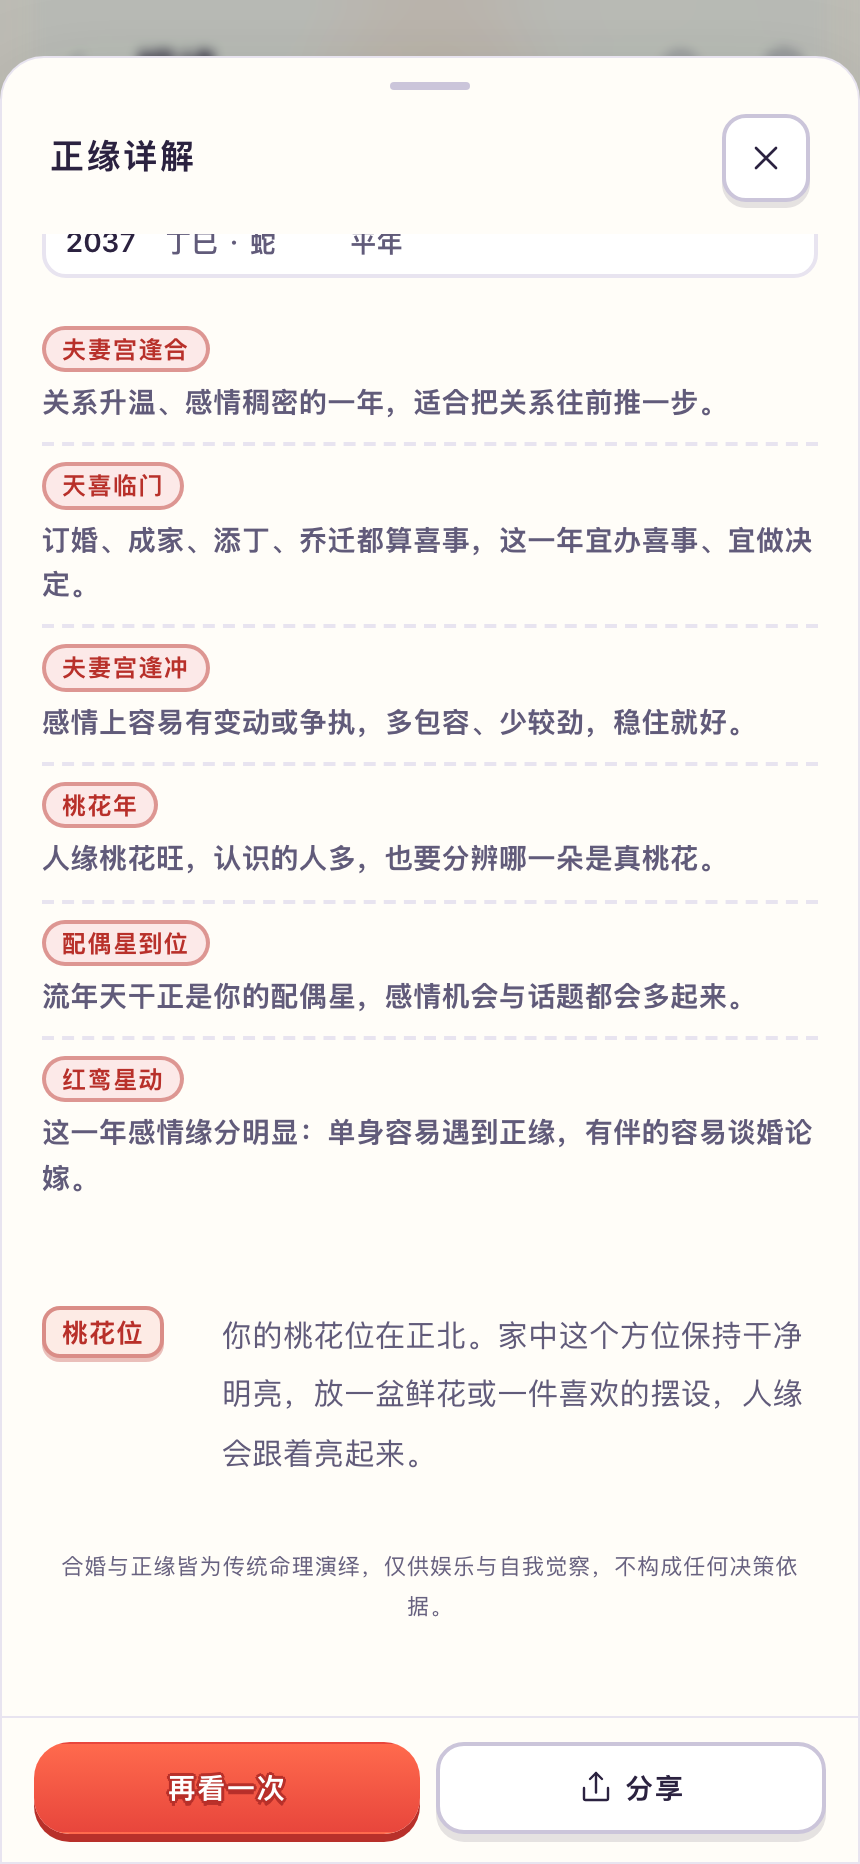 正缘详解
2037 丁巳 · 蛇 平年
夫妻宫逢合
关系升温、感情稠密的一年，适合把关系往前推一步。
天喜临门
订婚、成家、添丁、乔迁都算喜事，这一年宜办喜事、宜做决
定。
夫妻宫逢冲
感情上容易有变动或争执，多包容、少较劲，稳住就好。
桃花年
人缘桃花旺，认识的人多，也要分辨哪一朵是真桃花。
配偶星到位
流年天干正是你的配偶星，感情机会与话题都会多起来。
红鸾星动
这一年感情缘分明显：单身容易遇到正缘，有伴的容易谈婚论
嫁。
桃花位
你的桃花位在正北。家中这个方位保持干净
明亮，放一盆鲜花或一件喜欢的摆设，人缘
会跟着亮起来。
合婚与正缘皆为传统命理演绎，仅供娱乐与自我觉察，不构成任何决策依
据。
再看一次
分享